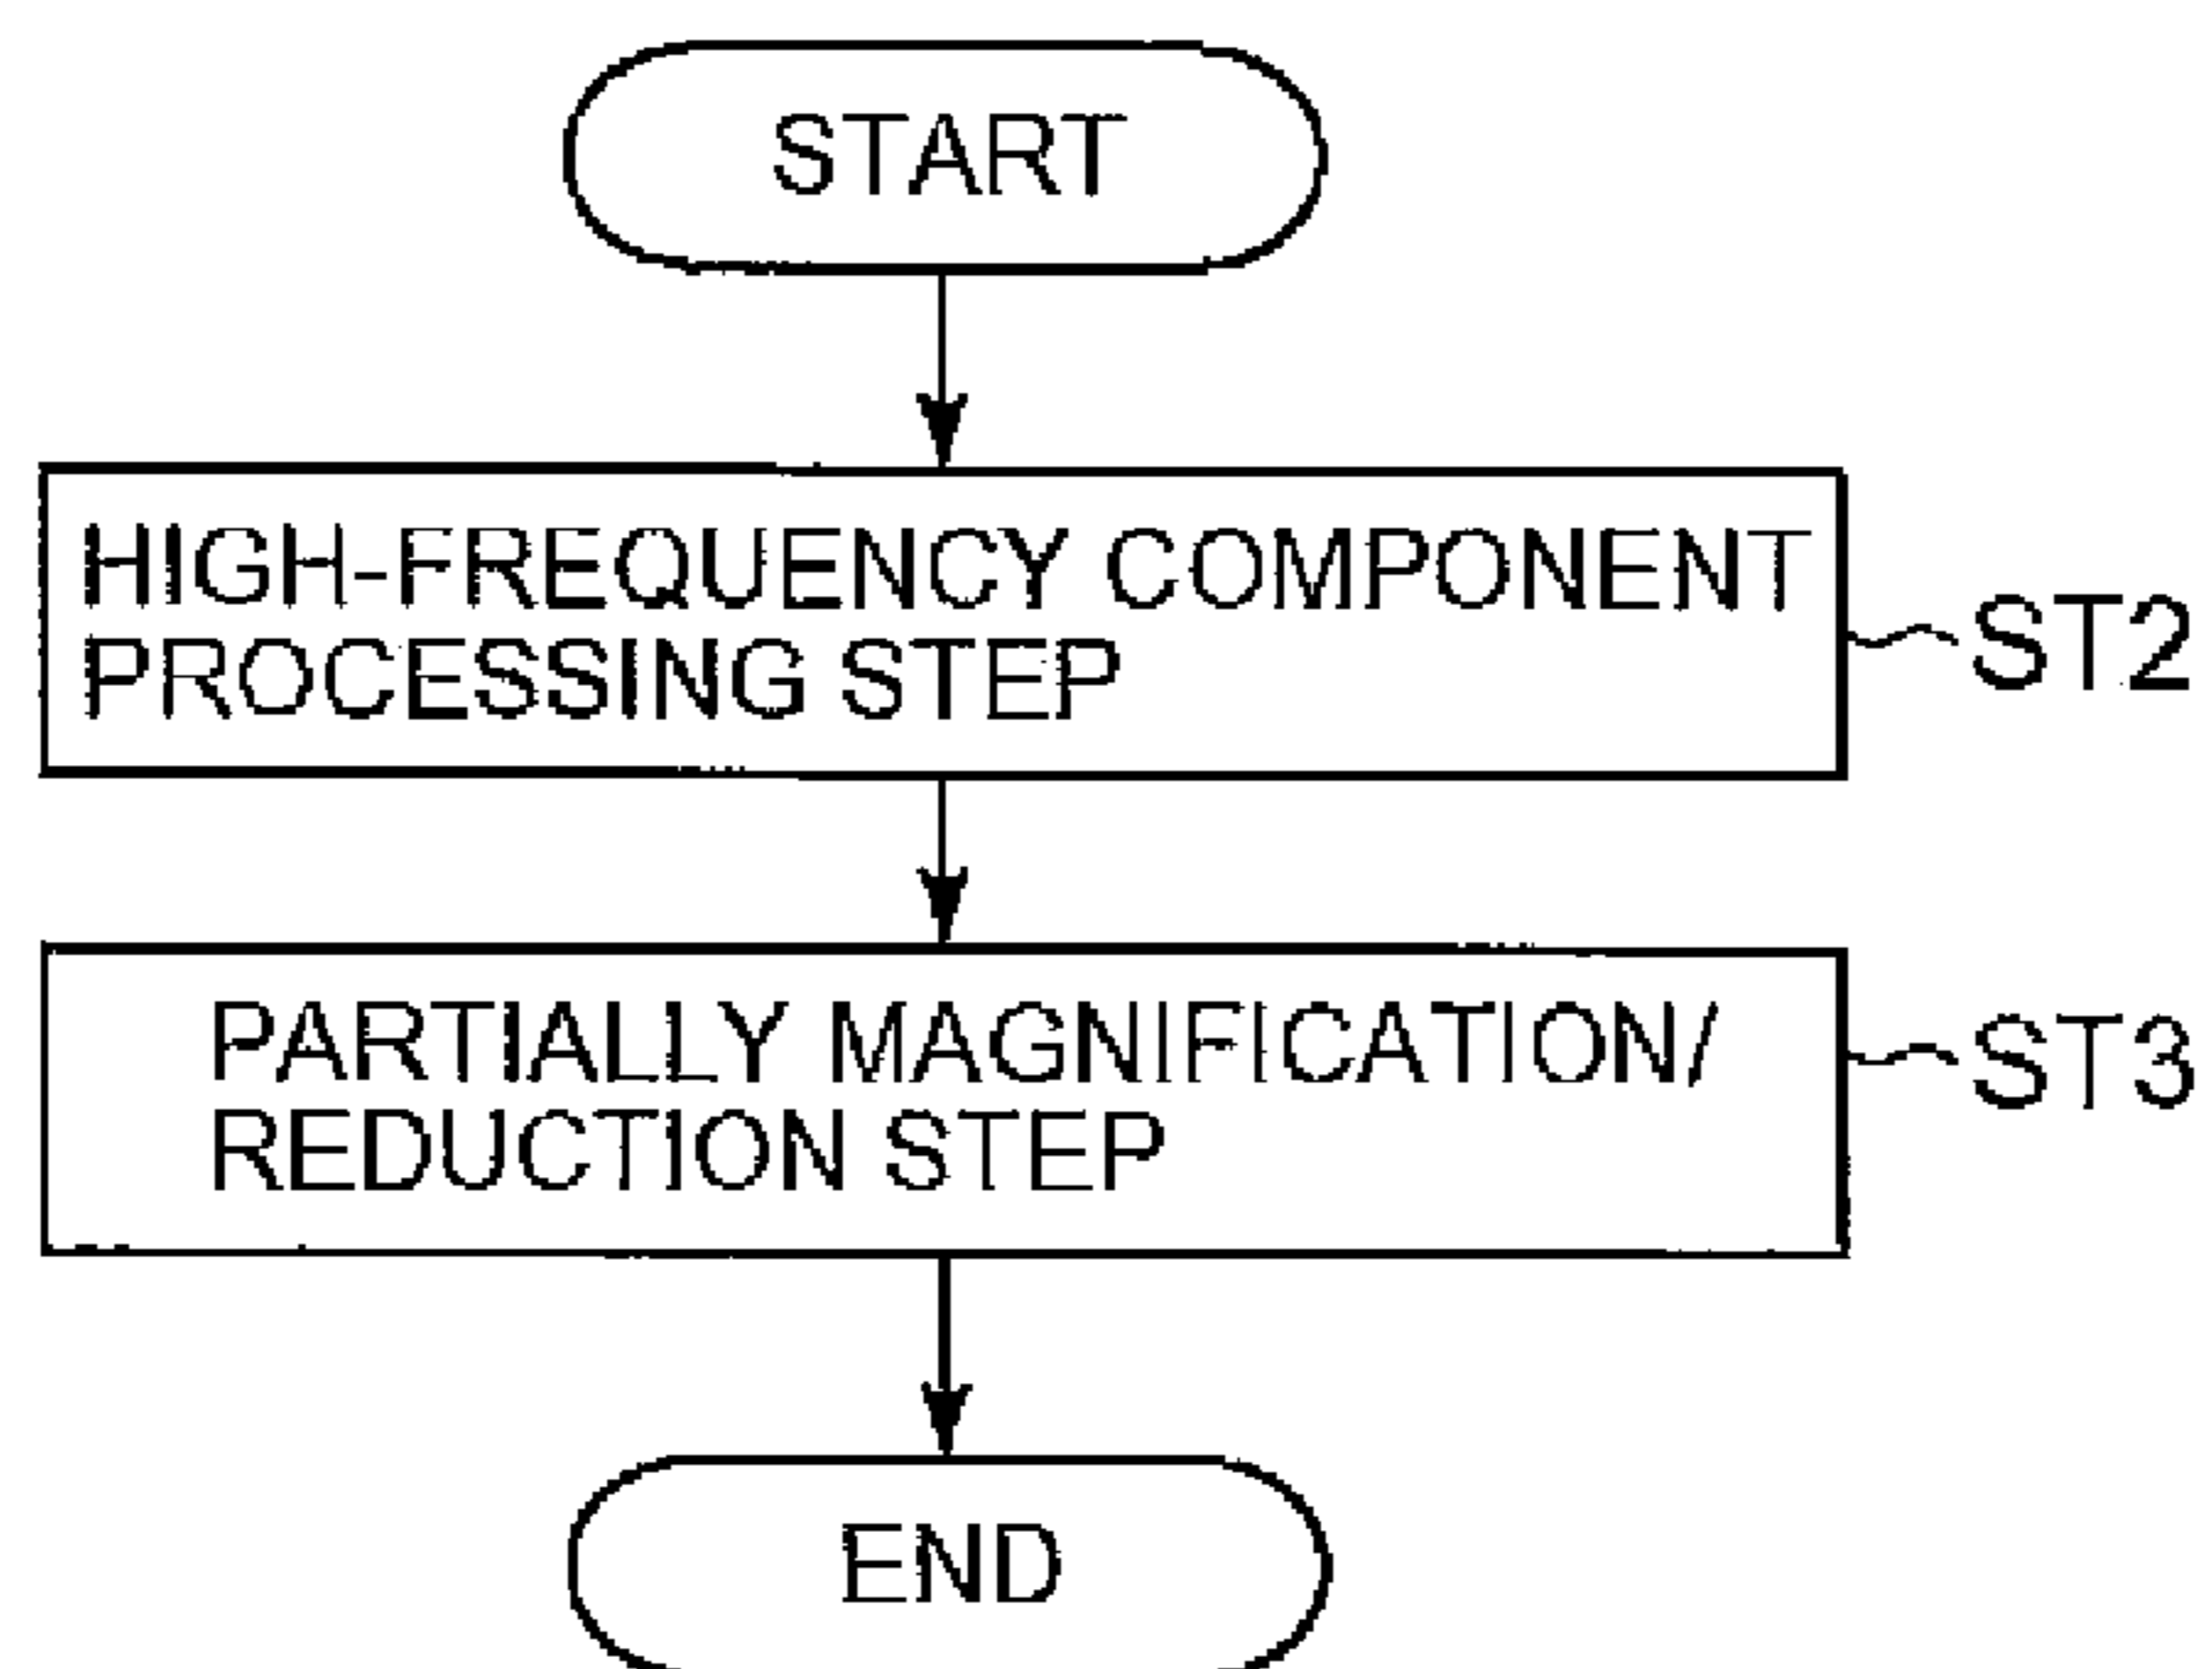 START
HIGH-FREQUENCY COMPONENT
PROCESSING STEP
ST2
PARTIALLY MAGNIFICATION/
REDUCTION STEP
ST3
END